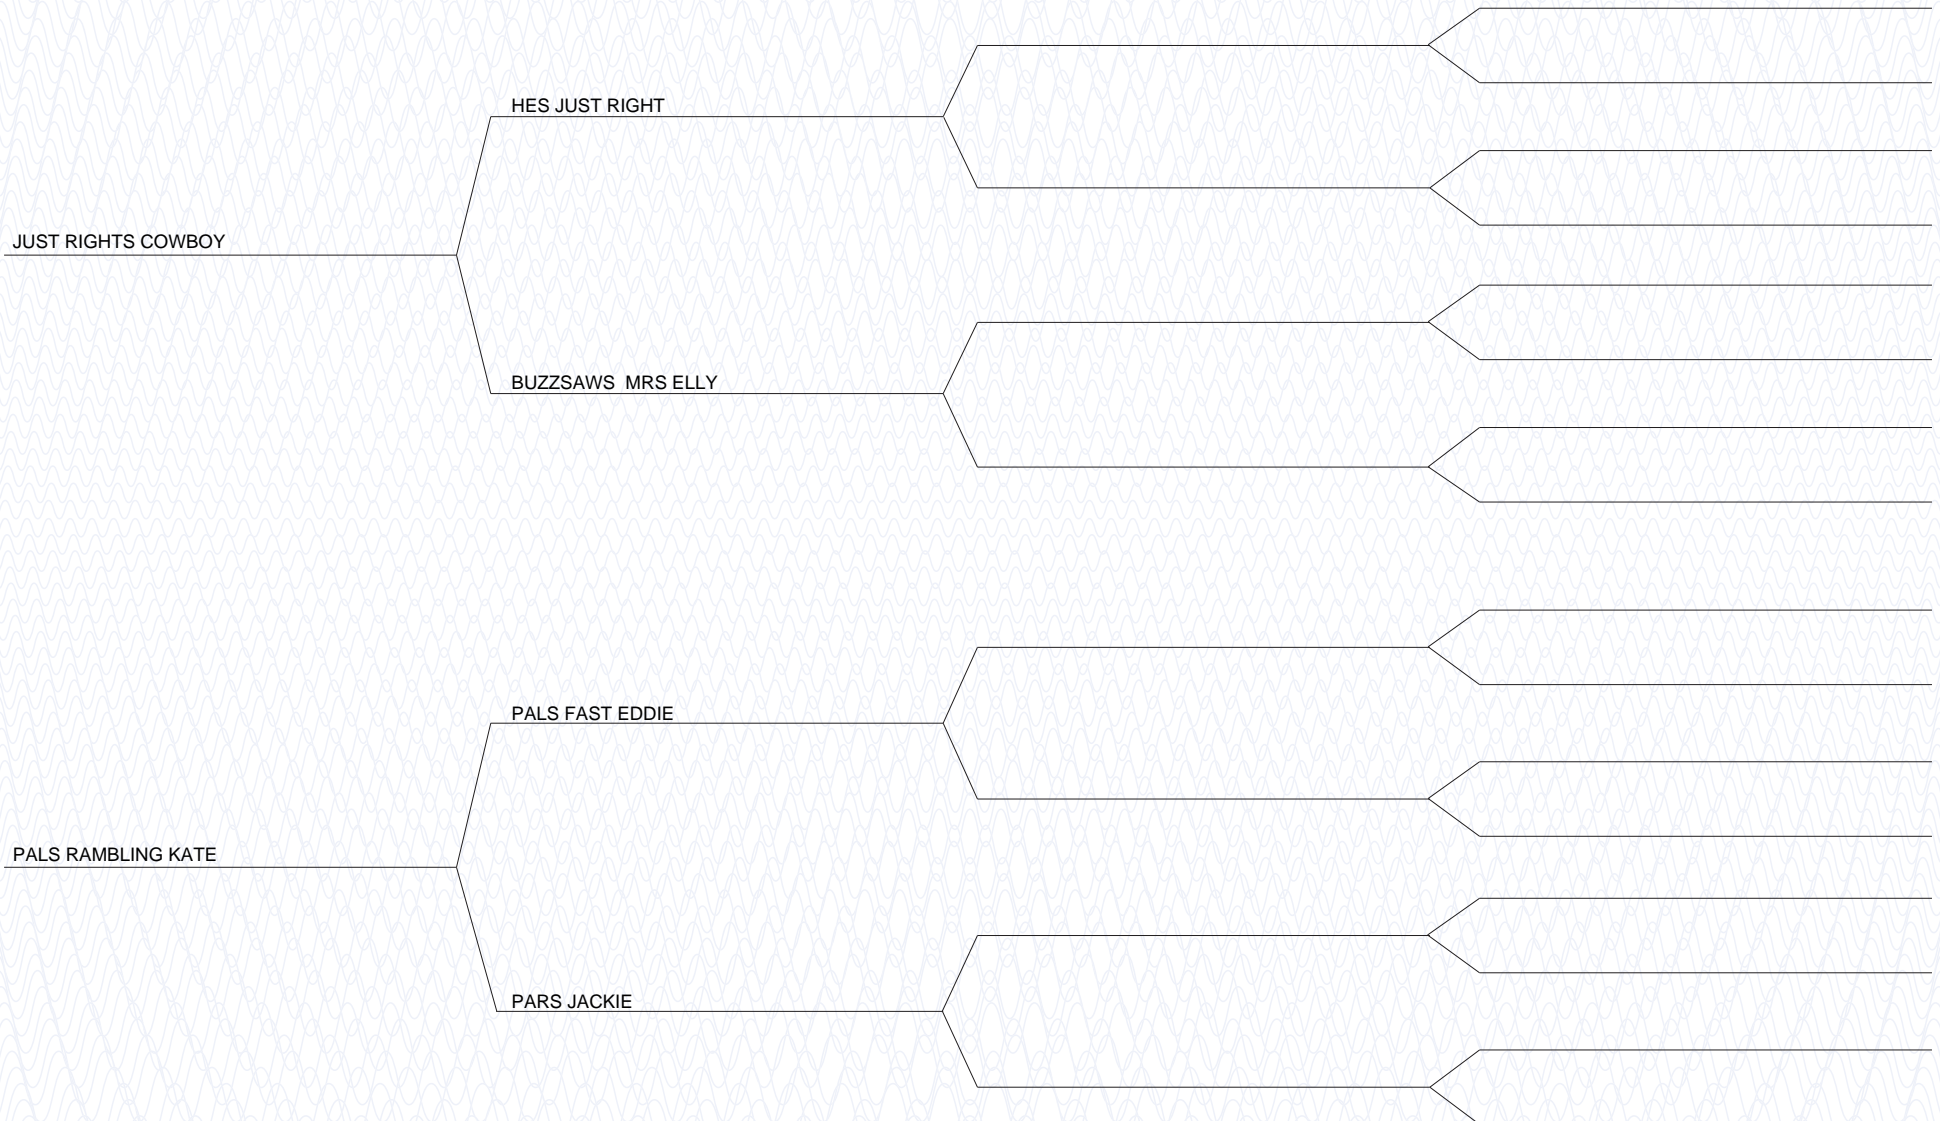 HES JUST RIGHT
JUST RIGHTS COWBOY
BUZZSAWS  MRS ELLY
PALS FAST EDDIE
PALS RAMBLING KATE
PARS JACKIE